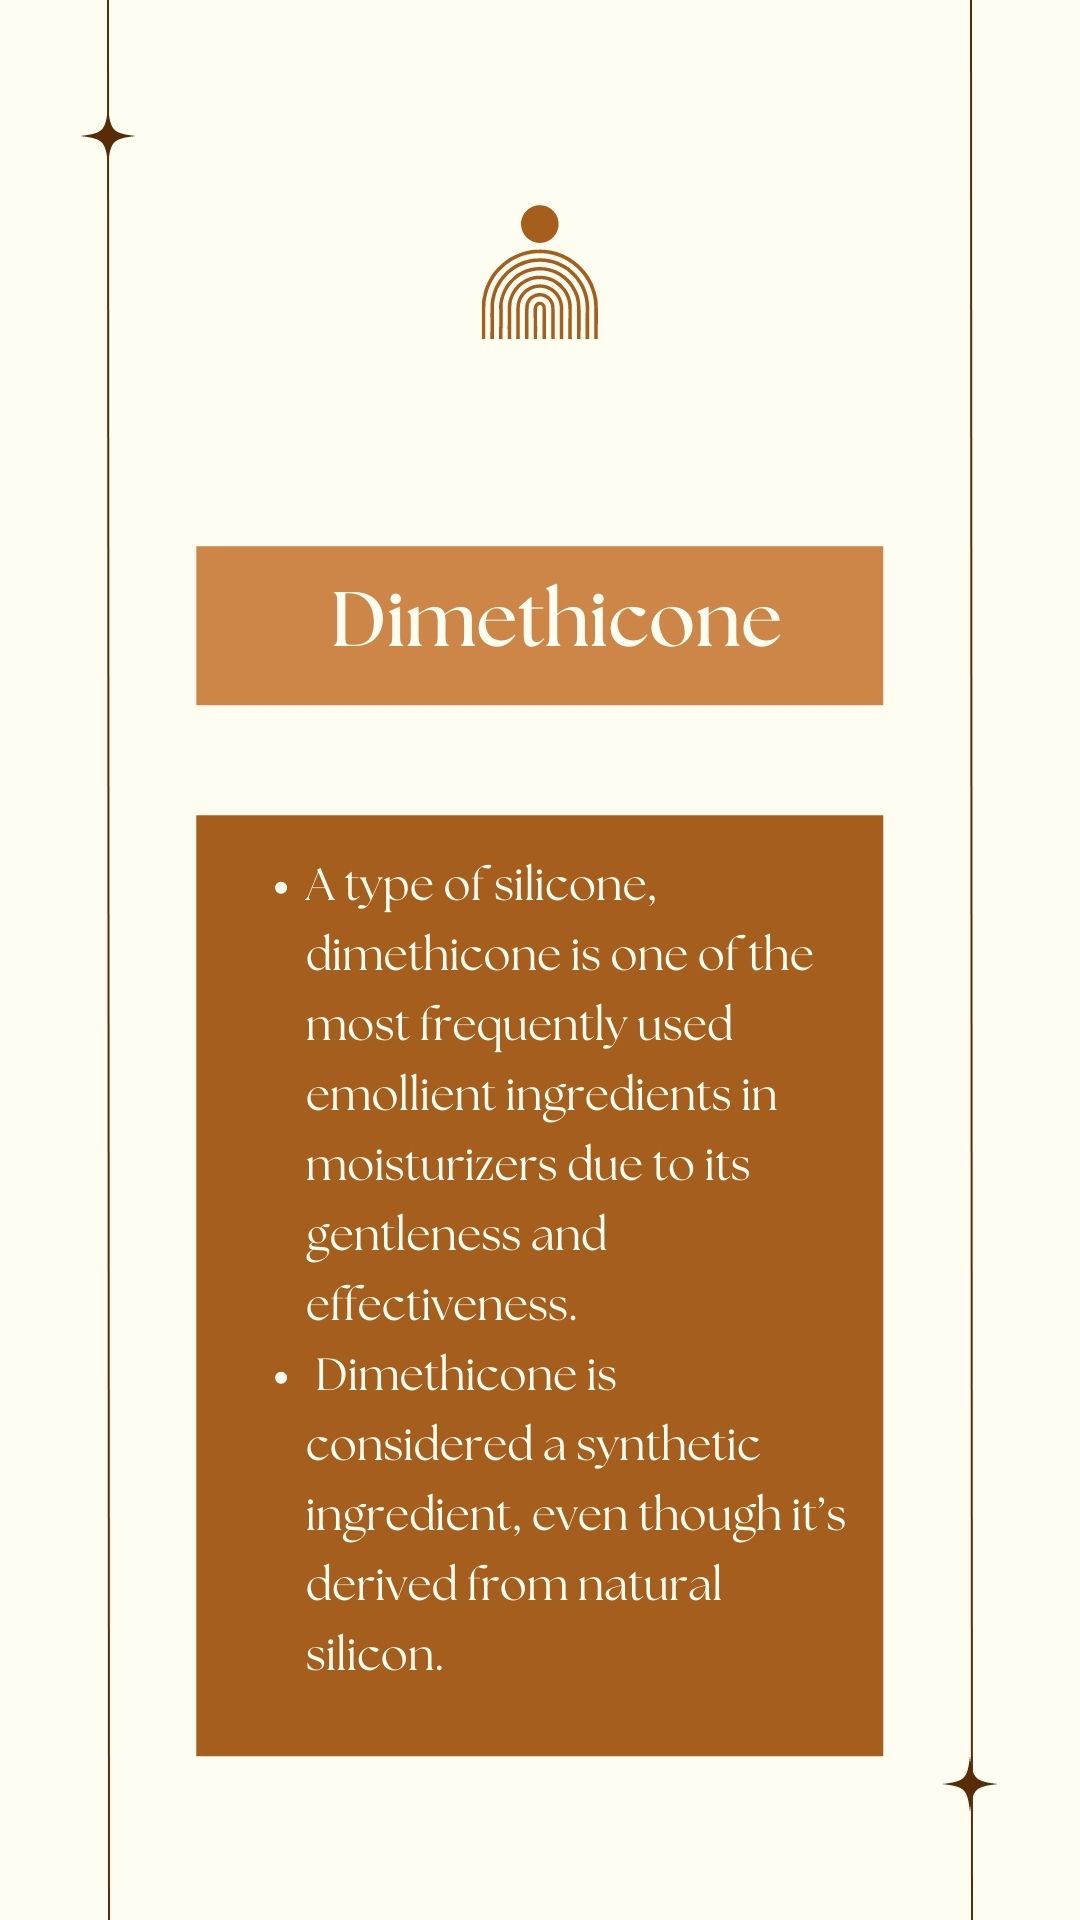 Dimethicone
• A type of silicone,
dimethicone is one of the
most frequently used
emollient ingredients in
moisturizers due to its
gentleness and
effectiveness.
• Dimethicone is
considered a synthetic
ingredient, even though it’s
derived from natural
silicon.